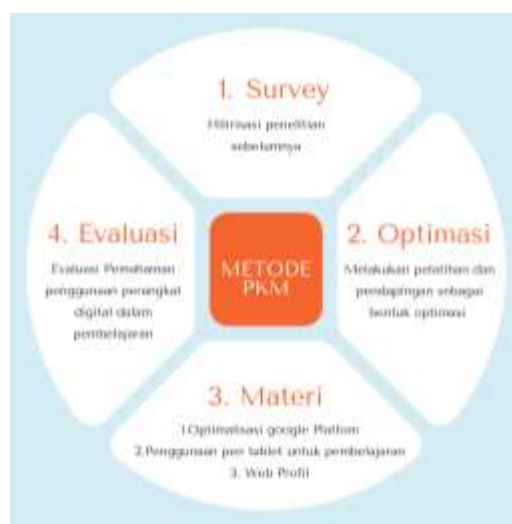 1. Survey
Hilirisasi penelitian
sebelumnya
2. Optimasi
Melakukan pelatihan dan
pendapingan sebagai
bentuk optimasi
METODE
PKM
3. Materi
1.Optimalisasi google Platfom
2.Penggunaan pen tablet untuk pembelajaran
3. Web Profil
4. Evaluasi
Evaluasi Pemahaman
penggunaan perangkat
digital dalam
pembelajaran